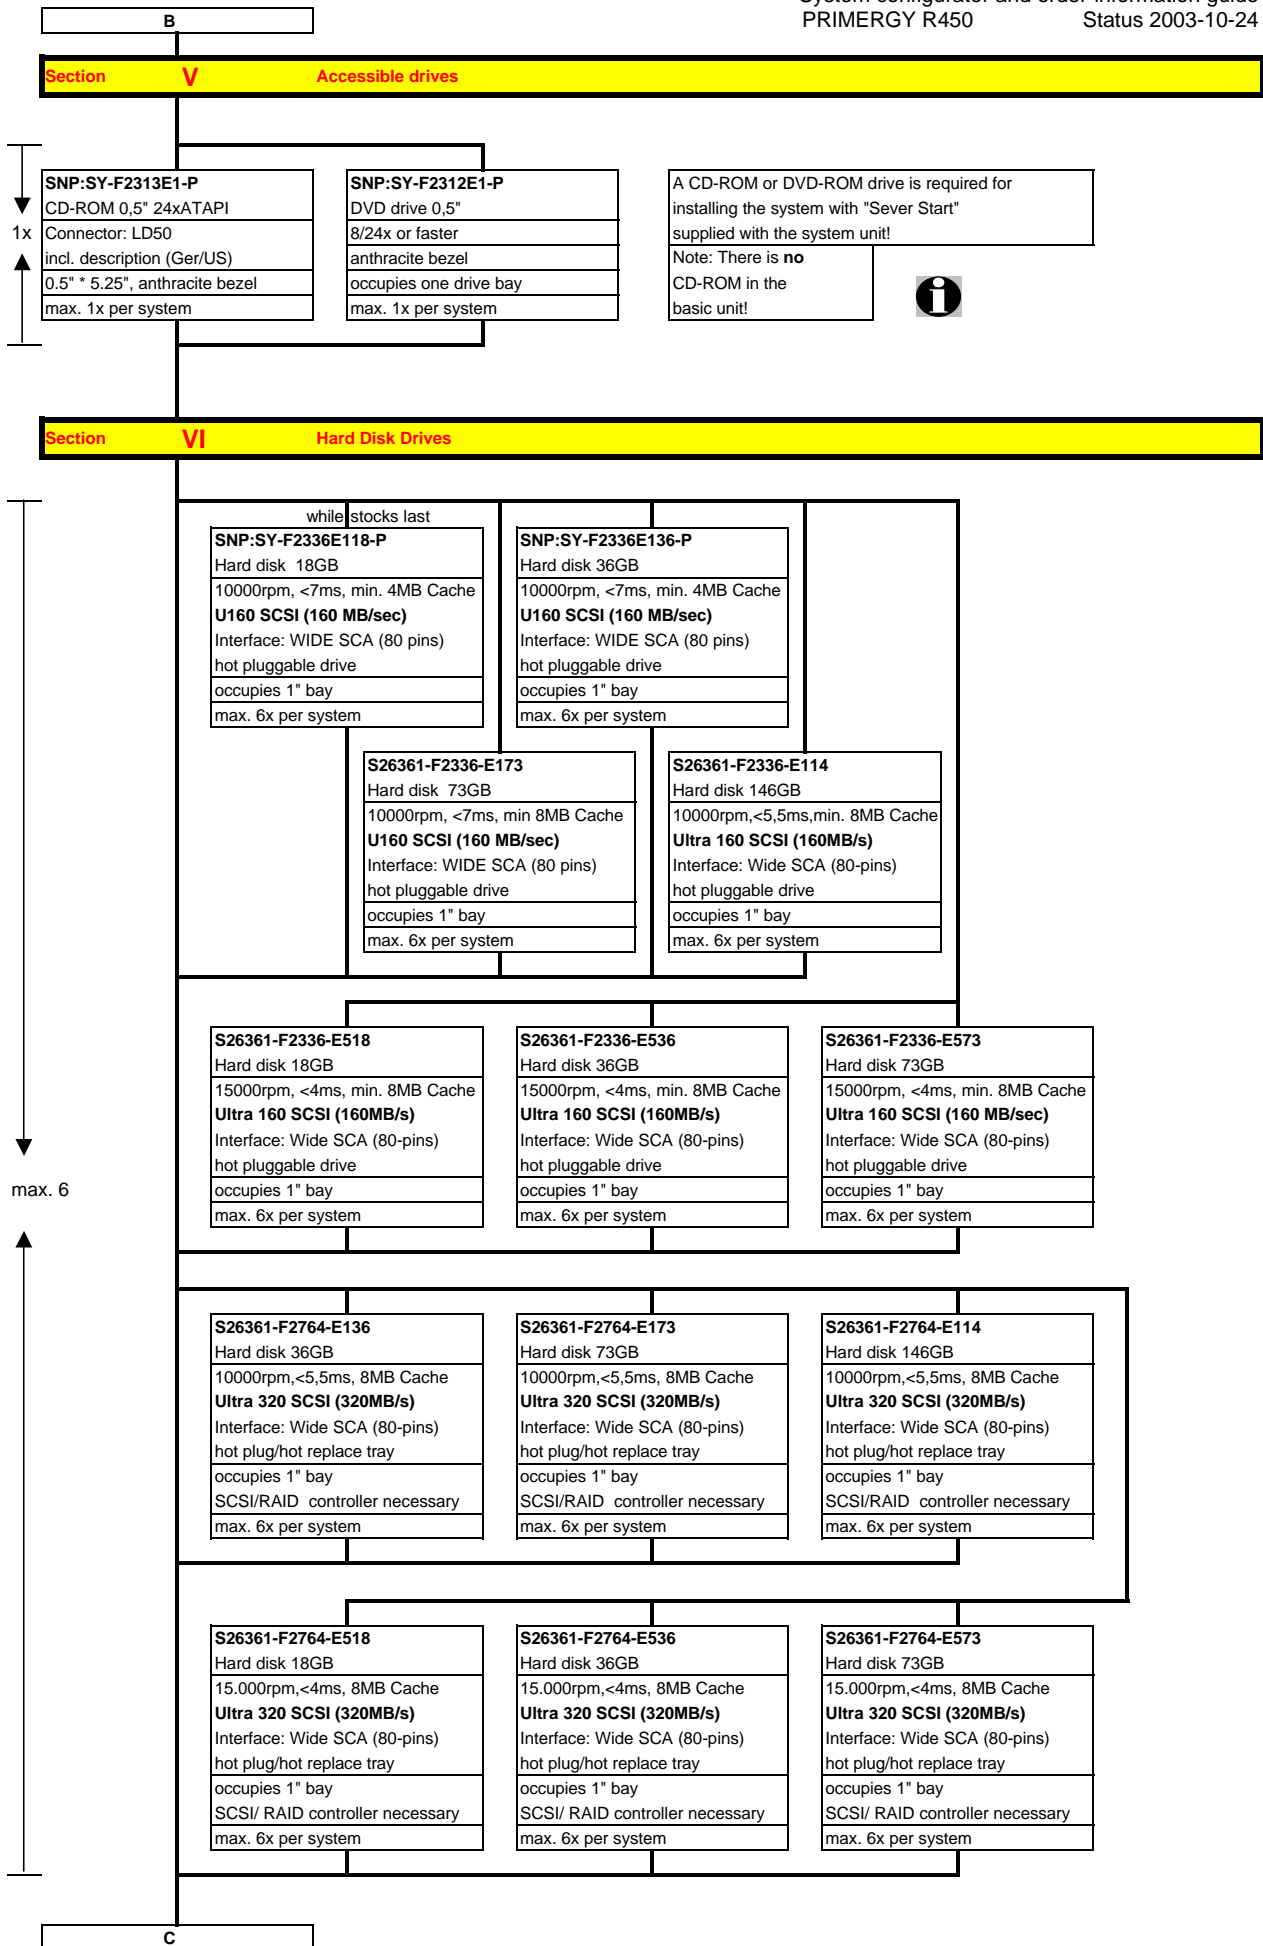 System configurator and order information guide
PRIMERGY R450 Status 2003-10-24
B
Section V Accessible drives
1x
SNP:SY-F2313E1-P
CD-ROM 0,5" 24xATAPI
Connector: LD50
incl. description (Ger/US)
0.5" * 5.25", anthracite bezel
max. 1x per system
SNP:SY-F2312E1-P
DVD drive 0,5"
8/24x or faster
anthracite bezel
occupies one drive bay
max. 1x per system
A CD-ROM or DVD-ROM drive is required for
installing the system with "Sever Start"
supplied with the system unit!
Note: There is no
CD-ROM in the
basic unit!
Section VI Hard Disk Drives
max. 6
while stocks last
SNP:SY-F2336E118-P
Hard disk 18GB
10000rpm, <7ms, min. 4MB Cache
U160 SCSI (160 MB/sec)
Interface: WIDE SCA (80 pins)
hot pluggable drive
occupies 1" bay
max. 6x per system
SNP:SY-F2336E136-P
Hard disk 36GB
10000rpm, <7ms, min. 4MB Cache
U160 SCSI (160 MB/sec)
Interface: WIDE SCA (80 pins)
hot pluggable drive
occupies 1" bay
max. 6x per system
S26361-F2336-E173
Hard disk 73GB
10000rpm, <7ms, min 8MB Cache
U160 SCSI (160 MB/sec)
Interface: WIDE SCA (80 pins)
hot pluggable drive
occupies 1" bay
max. 6x per system
S26361-F2336-E114
Hard disk 146GB
10000rpm,<5,5ms,min. 8MB Cache
Ultra 160 SCSI (160MB/s)
Interface: Wide SCA (80-pins)
hot pluggable drive
occupies 1" bay
max. 6x per system
S26361-F2336-E518
Hard disk 18GB
15000rpm, <4ms, min. 8MB Cache
Ultra 160 SCSI (160MB/s)
Interface: Wide SCA (80-pins)
hot pluggable drive
occupies 1" bay
max. 6x per system
S26361-F2336-E536
Hard disk 36GB
15000rpm, <4ms, min. 8MB Cache
Ultra 160 SCSI (160MB/s)
Interface: Wide SCA (80-pins)
hot pluggable drive
occupies 1" bay
max. 6x per system
S26361-F2336-E573
Hard disk 73GB
15000rpm, <4ms, min. 8MB Cache
Ultra 160 SCSI (160 MB/sec)
Interface: Wide SCA (80-pins)
hot pluggable drive
occupies 1" bay
max. 6x per system
S26361-F2764-E136
Hard disk 36GB
10000rpm,<5,5ms, 8MB Cache
Ultra 320 SCSI (320MB/s)
Interface: Wide SCA (80-pins)
hot plug/hot replace tray
occupies 1" bay
SCSI/RAID controller necessary
max. 6x per system
S26361-F2764-E173
Hard disk 73GB
10000rpm,<5,5ms, 8MB Cache
Ultra 320 SCSI (320MB/s)
Interface: Wide SCA (80-pins)
hot plug/hot replace tray
occupies 1" bay
SCSI/RAID controller necessary
max. 6x per system
S26361-F2764-E114
Hard disk 146GB
10000rpm,<5,5ms, 8MB Cache
Ultra 320 SCSI (320MB/s)
Interface: Wide SCA (80-pins)
hot plug/hot replace tray
occupies 1" bay
SCSI/RAID controller necessary
max. 6x per system
S26361-F2764-E518
Hard disk 18GB
15.000rpm,<4ms, 8MB Cache
Ultra 320 SCSI (320MB/s)
Interface: Wide SCA (80-pins)
hot plug/hot replace tray
occupies 1" bay
SCSI/ RAID controller necessary
max. 6x per system
S26361-F2764-E536
Hard disk 36GB
15.000rpm,<4ms, 8MB Cache
Ultra 320 SCSI (320MB/s)
Interface: Wide SCA (80-pins)
hot plug/hot replace tray
occupies 1" bay
SCSI/ RAID controller necessary
max. 6x per system
S26361-F2764-E573
Hard disk 73GB
15.000rpm,<4ms, 8MB Cache
Ultra 320 SCSI (320MB/s)
Interface: Wide SCA (80-pins)
hot plug/hot replace tray
occupies 1" bay
SCSI/ RAID controller necessary
max. 6x per system
C